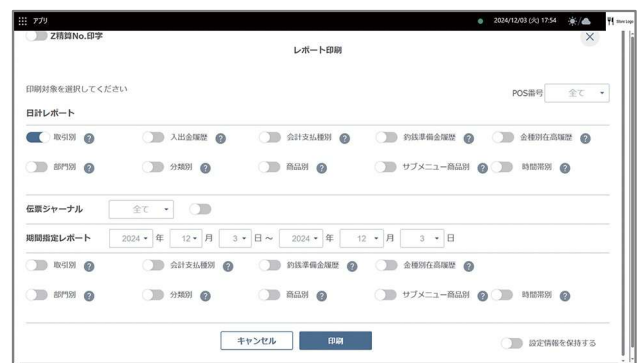 アプリ 2024/12/03 (火) 17:54 Store Logo
Z精算No.印字
レポート印刷
印刷対象を選択してください POS番号 全て
日計レポート
取引別 ? 入出金履歴 ? 会計支払種別 ? 釣銭準備金履歴 ? 金種別在高履歴 ?
部門別 ? 分類別 ? 商品別 ? サブメニュー商品別 ? 時間帯別 ?
伝票ジャーナル 全て
期間指定レポート 2024 年 12 月 3 日 ～ 2024 年 12 月 3 日
取引別 ? 会計支払種別 ? 釣銭準備金履歴 ? 金種別在高履歴 ?
部門別 ? 分類別 ? 商品別 ? サブメニュー商品別 ? 時間帯別 ?
キャンセル 印刷 設定情報を保持する